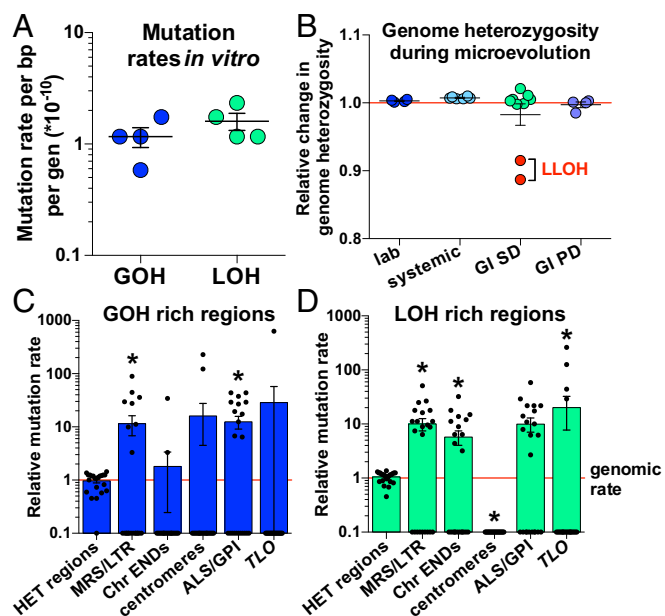 A
Mutation
rates in vitro
Mutation rate per bp
per gen (*10-10)
10
1
0.1
GOH
LOH
B
Genome heterozygosity
during microevolution
Relative change in
genome heterozygosity
1.1
1.0
0.9
0.8
LLOH
lab
systemic
GI SD
GI PD
C
GOH rich regions
Relative mutation rate
1000
100
10
1
0.1
*
*
HET regions
MRS/LTR
Chr ENDs
centromeres
ALS/GPI
TLO
D
LOH rich regions
Relative mutation rate
1000
100
10
1
0.1
*
*
*
*
genomic
rate
HET regions
MRS/LTR
Chr ENDs
centromeres
ALS/GPI
TLO